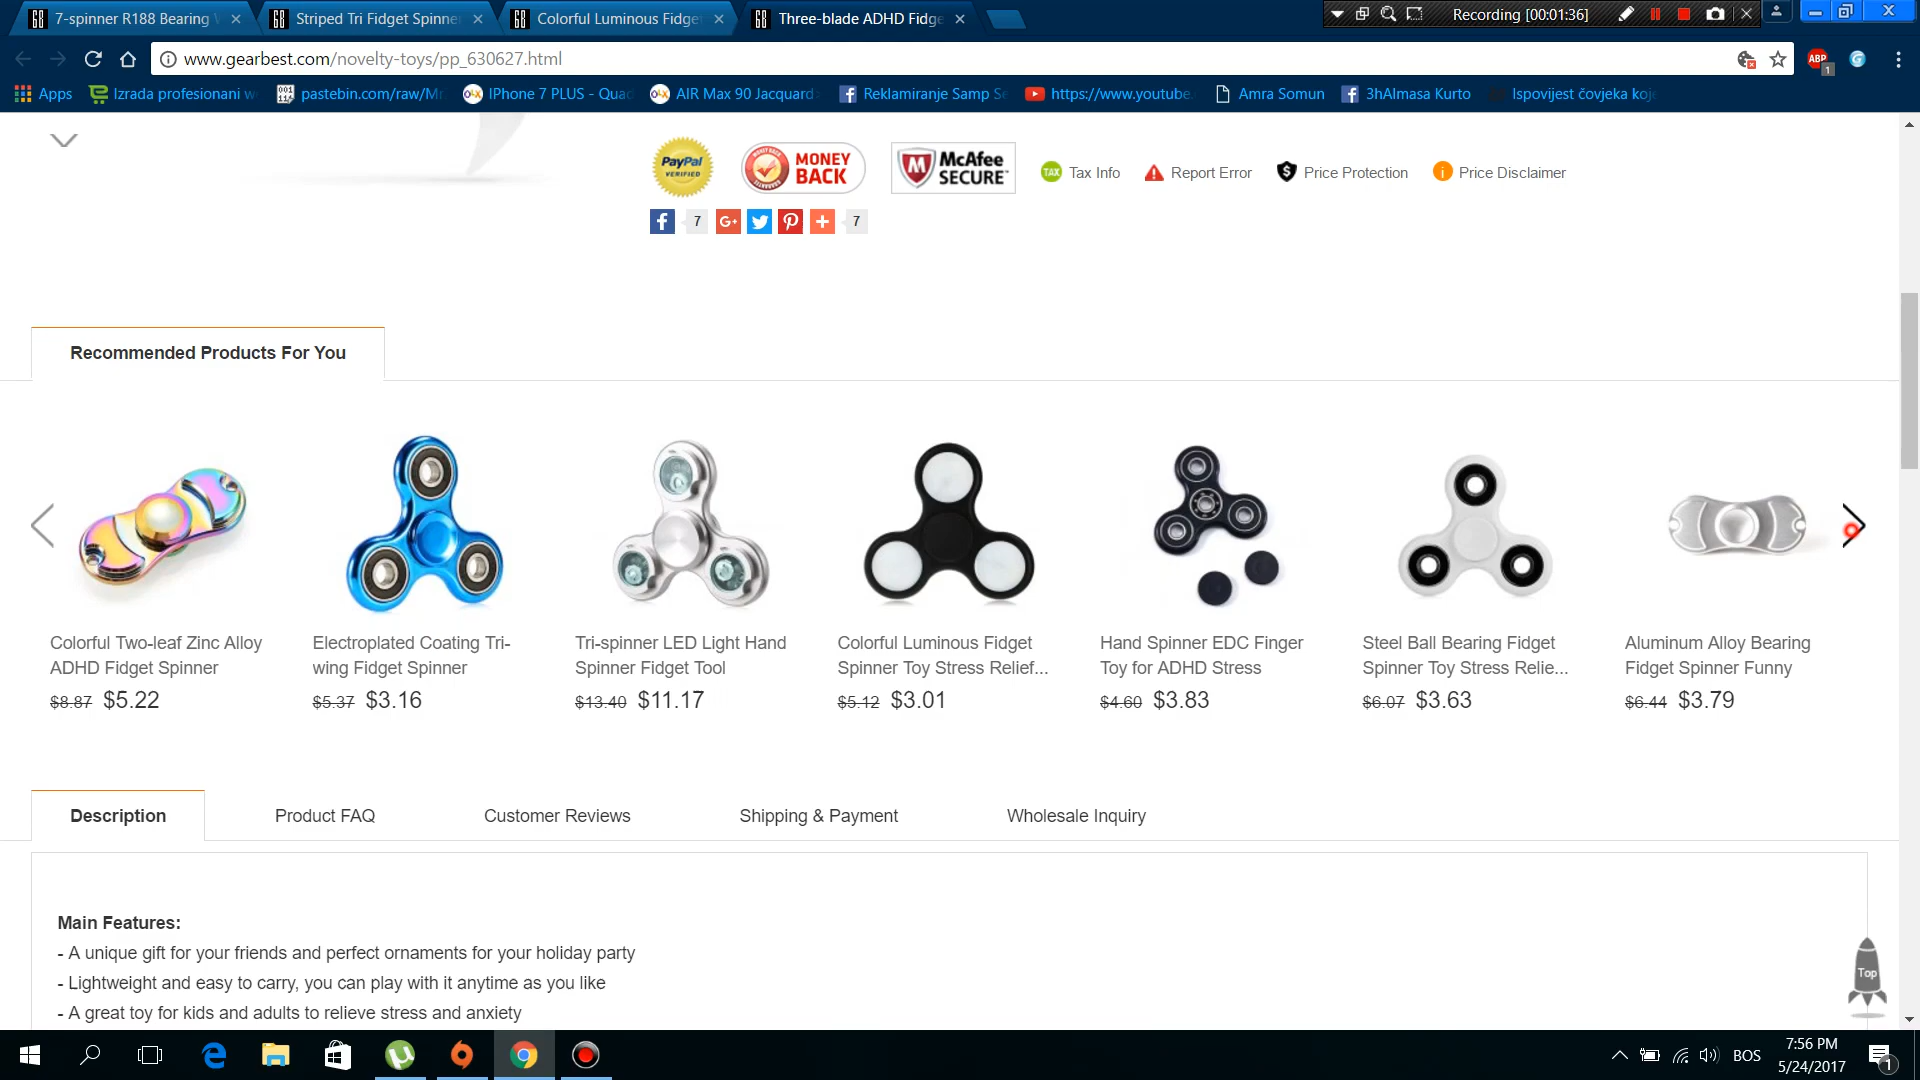 7-spinner R188 Bearing
Striped Tri Fidget Spinne
Colorful Luminous Fidge
Three-blade ADHD Fidge
Recording [00:01:36]
www.gearbest.com/novelty-toys/pp_630627.html
ABP
1
Apps
Izrada profesionani w
pastebin.com/raw/M
IPhone 7 PLUS - Qua
AIR Max 90 Jacquard
Reklamiranje Samp Se
https://www.youtube.
Amra Somun
3hAlmasa Kurto
Ispovijest čovjeka koj
PayPal
VERIFIED
MONEY
BACK
McAfee
SECURE
TAX
Tax Info
Report Error
Price Protection
Price Disclaimer
7
G+
7
Recommended Products For You
Colorful Two-leaf Zinc Alloy
ADHD Fidget Spinner
$8.87 $5.22
Electroplated Coating Tri-
wing Fidget Spinner
$5.37 $3.16
Tri-spinner LED Light Hand
Spinner Fidget Tool
$13.40 $11.17
Colorful Luminous Fidget
Spinner Toy Stress Relief...
$5.12 $3.01
Hand Spinner EDC Finger
Toy for ADHD Stress
$4.60 $3.83
Steel Ball Bearing Fidget
Spinner Toy Stress Relie...
$6.07 $3.63
Aluminum Alloy Bearing
Fidget Spinner Funny
$6.44 $3.79
Description
Product FAQ
Customer Reviews
Shipping & Payment
Wholesale Inquiry
Main Features:
- A unique gift for your friends and perfect ornaments for your holiday party
- Lightweight and easy to carry, you can play with it anytime as you like
- A great toy for kids and adults to relieve stress and anxiety
Top
BOS
7:56 PM
5/24/2017
1